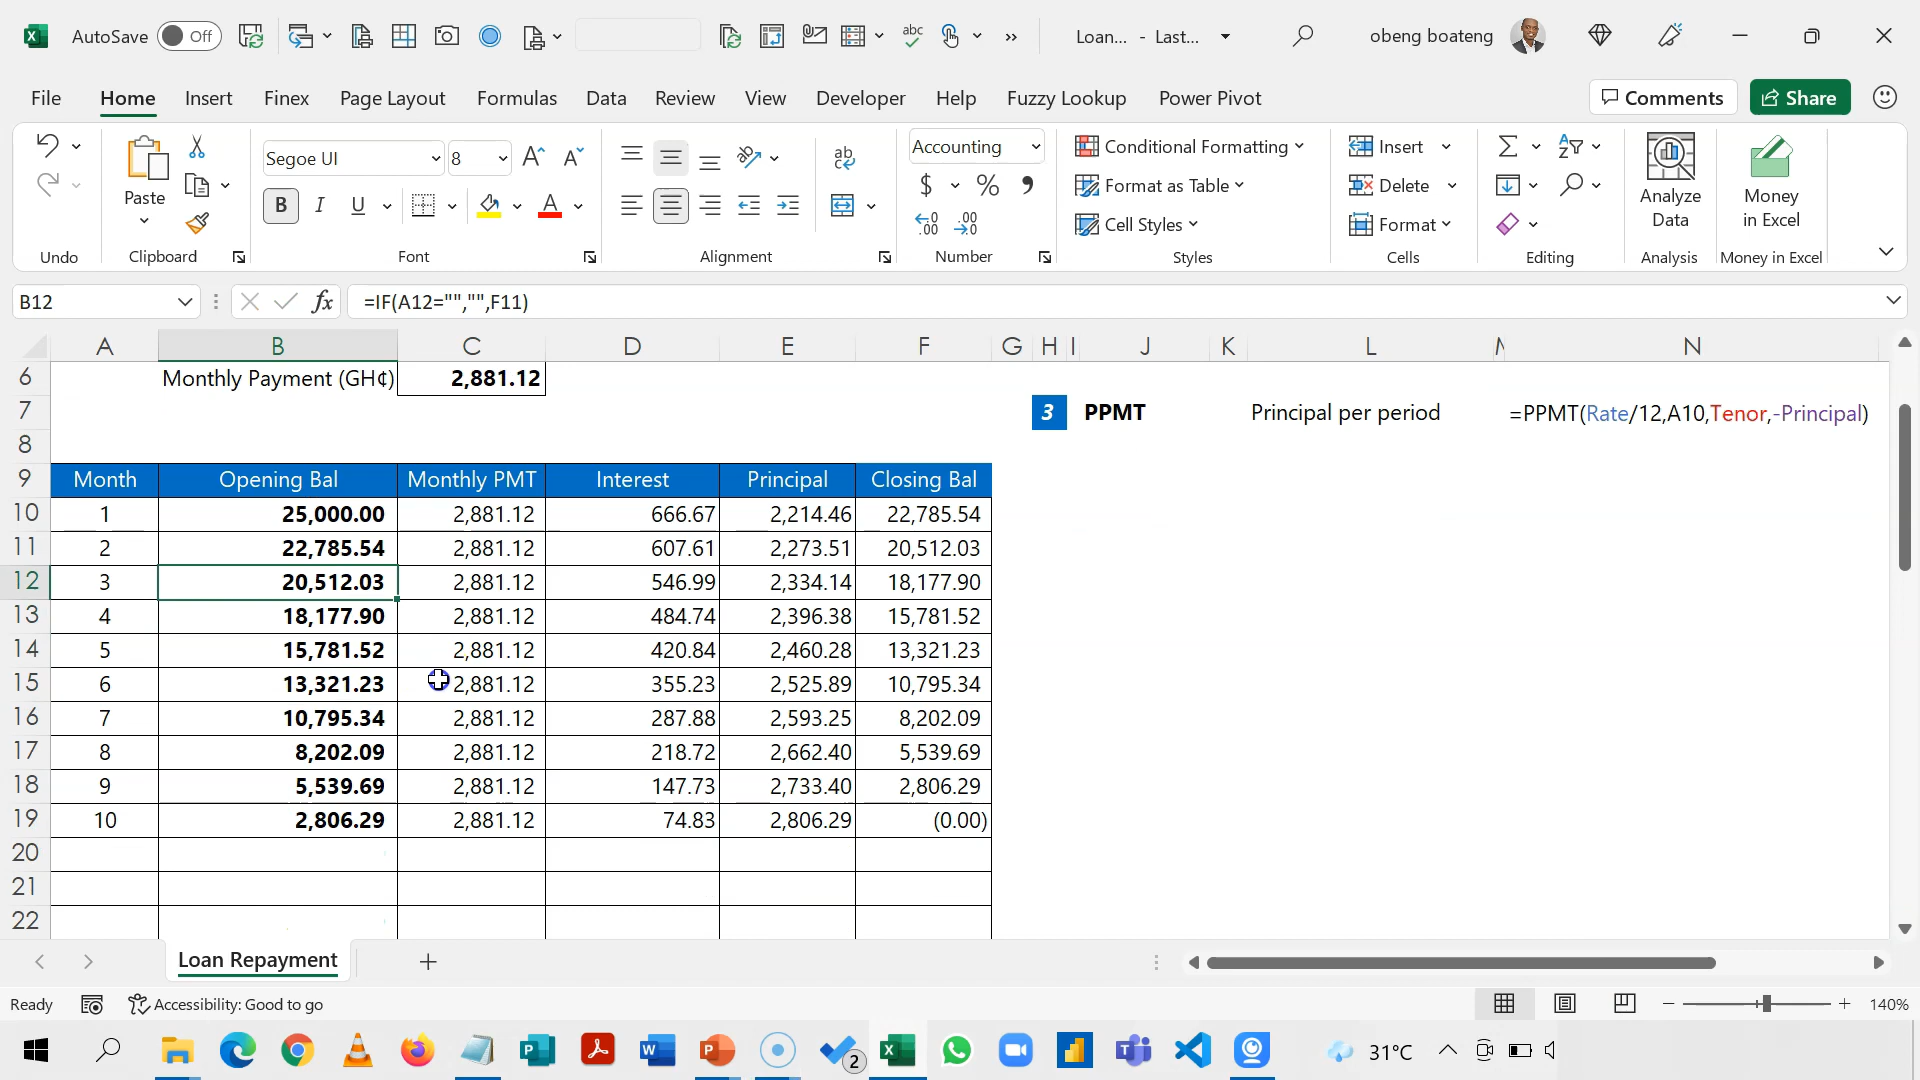 AutoSave Off Loan... - Last... obeng boateng
File Home Insert Finex Page Layout Formulas Data Review View Developer Help Fuzzy Lookup Power Pivot Comments Share
Segoe UI 8 Accounting Conditional Formatting Insert
Paste Format as Table Delete Analyze Data Money in Excel
B I U A $ % Cell Styles Format
Undo Clipboard Font Alignment Number Styles Cells Editing Analysis Money in Excel
B12 fx =IF(A12="","",F11)
A B C D E F G H I J K L M N
6 Monthly Payment (GH¢) 2,881.12
7 3 PPMT Principal per period =PPMT(Rate/12,A10,Tenor,-Principal)
8
9 Month Opening Bal Monthly PMT Interest Principal Closing Bal
10 1 25,000.00 2,881.12 666.67 2,214.46 22,785.54
11 2 22,785.54 2,881.12 607.61 2,273.51 20,512.03
12 3 20,512.03 2,881.12 546.99 2,334.14 18,177.90
13 4 18,177.90 2,881.12 484.74 2,396.38 15,781.52
14 5 15,781.52 2,881.12 420.84 2,460.28 13,321.23
15 6 13,321.23 2,881.12 355.23 2,525.89 10,795.34
16 7 10,795.34 2,881.12 287.88 2,593.25 8,202.09
17 8 8,202.09 2,881.12 218.72 2,662.40 5,539.69
18 9 5,539.69 2,881.12 147.73 2,733.40 2,806.29
19 10 2,806.29 2,881.12 74.83 2,806.29 (0.00)
20
21
22
Loan Repayment
Ready Accessibility: Good to go 140%
2 31°C